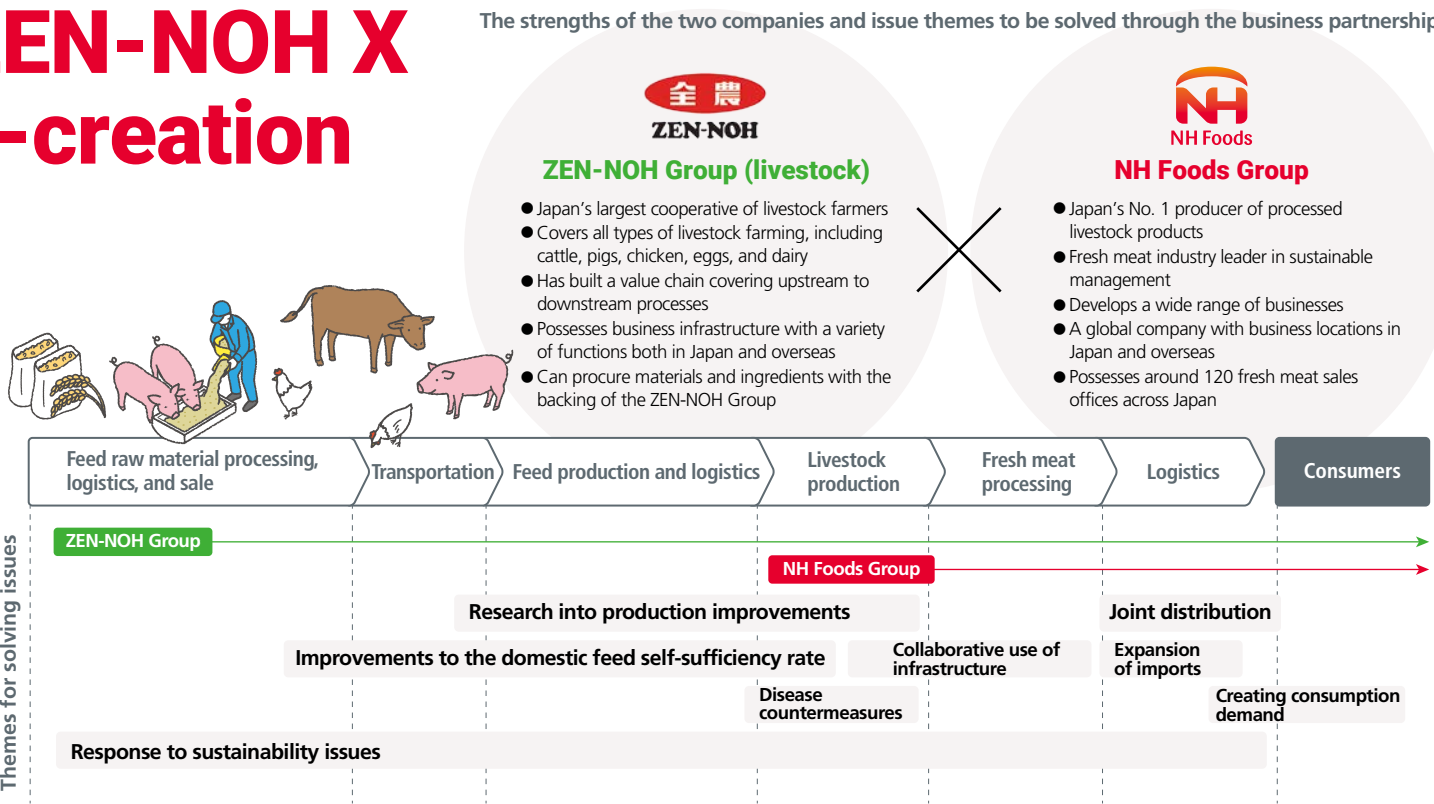 EN-NOH X
-creation
The strengths of the two companies and issue themes to be solved through the business partnership
全農
ZEN-NOH
ZEN-NOH Group (livestock)
● Japan's largest cooperative of livestock farmers
● Covers all types of livestock farming, including
cattle, pigs, chicken, eggs, and dairy
● Has built a value chain covering upstream to
downstream processes
● Possesses business infrastructure with a variety
of functions both in Japan and overseas
● Can procure materials and ingredients with the
backing of the ZEN-NOH Group
NH
NH Foods
NH Foods Group
● Japan's No. 1 producer of processed
livestock products
● Fresh meat industry leader in sustainable
management
● Develops a wide range of businesses
● A global company with business locations in
Japan and overseas
● Possesses around 120 fresh meat sales
offices across Japan
Feed raw material processing,
logistics, and sale
Transportation
Feed production and logistics
Livestock
production
Fresh meat
processing
Logistics
Consumers
Themes for solving issues
ZEN-NOH Group
NH Foods Group
Research into production improvements
Joint distribution
Improvements to the domestic feed self-sufficiency rate
Collaborative use of
infrastructure
Expansion
of imports
Disease
countermeasures
Creating consumption
demand
Response to sustainability issues